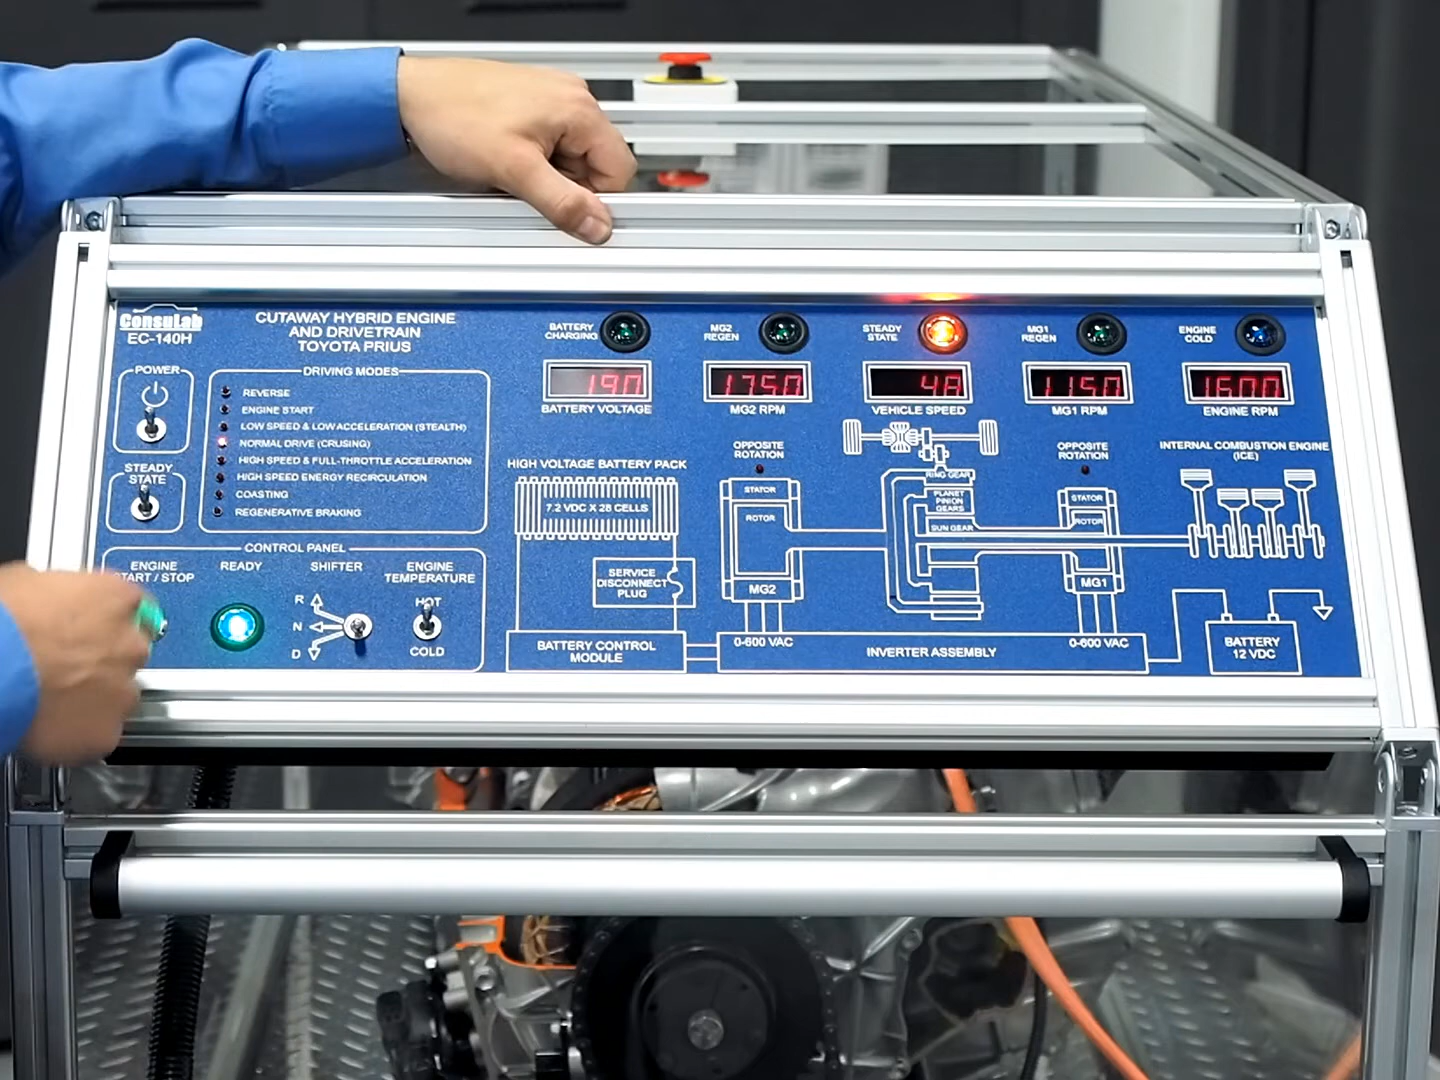 ConsuLab
EC-140H
CUTAWAY HYBRID ENGINE
AND DRIVETRAIN
TOYOTA PRIUS
BATTERY
CHARGING
MG2
REGEN
STEADY
STATE
MG1
REGEN
ENGINE
COLD
190
1750
48
1150
1600
BATTERY VOLTAGE
MG2 RPM
VEHICLE SPEED
MG1 RPM
ENGINE RPM
POWER
STEADY
STATE
DRIVING MODES
REVERSE
ENGINE START
LOW SPEED & LOW ACCELERATION (STEALTH)
NORMAL DRIVE (CRUSING)
HIGH SPEED & FULL-THROTTLE ACCELERATION
HIGH SPEED ENERGY RECIRCULATION
COASTING
REGENERATIVE BRAKING
CONTROL PANEL
ENGINE
START / STOP
READY
SHIFTER
R
N
D
ENGINE
TEMPERATURE
HOT
COLD
HIGH VOLTAGE BATTERY PACK
7.2 VDC X 28 CELLS
SERVICE
DISCONNECT
PLUG
BATTERY CONTROL
MODULE
OPPOSITE
ROTATION
STATOR
ROTOR
MG2
0-600 VAC
RING GEAR
PLANET
PINION
GEARS
SUN GEAR
OPPOSITE
ROTATION
STATOR
ROTOR
MG1
0-600 VAC
INVERTER ASSEMBLY
INTERNAL COMBUSTION ENGINE
(ICE)
BATTERY
12 VDC